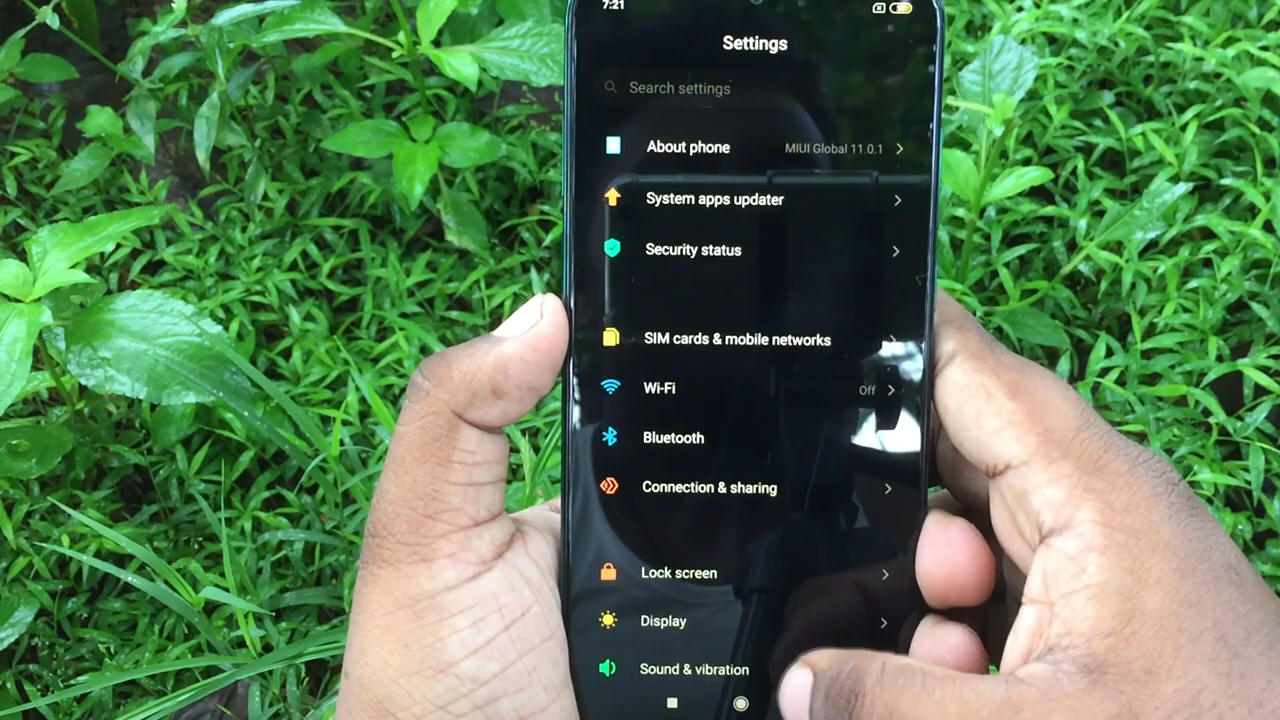 7:21
Settings
Search settings
About phone MIUI Global 11.0.1
System apps updater
Security status
SIM cards & mobile networks
Wi-Fi Off
Bluetooth
Connection & sharing
Lock screen
Display
Sound & vibration